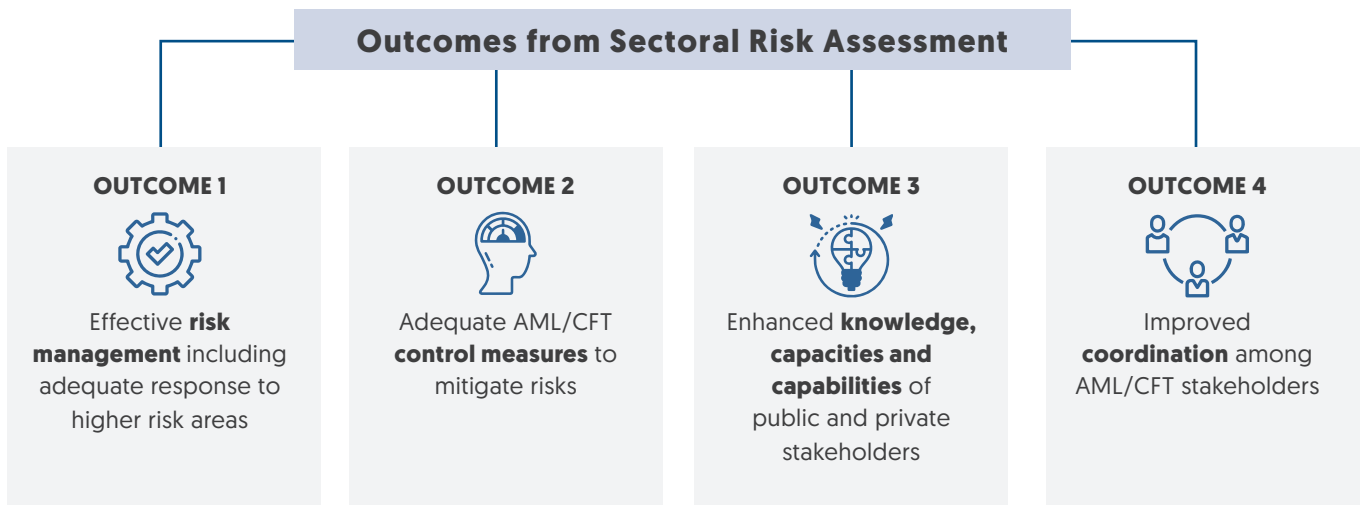 Outcomes from Sectoral Risk Assessment
OUTCOME 1
Effective risk
management including
adequate response to
higher risk areas
OUTCOME 2
Adequate AML/CFT
control measures to
mitigate risks
OUTCOME 3
Enhanced knowledge,
capacities and
capabilities of
public and private
stakeholders
OUTCOME 4
Improved
coordination among
AML/CFT stakeholders